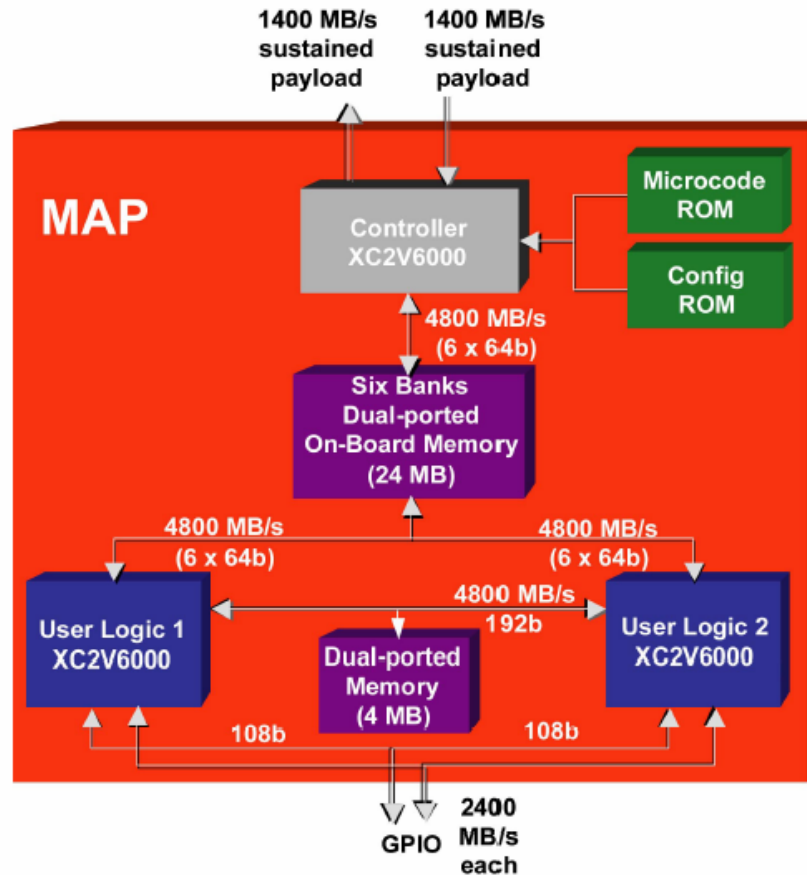 1400 MB/s
sustained
payload
1400 MB/s
sustained
payload
MAP
Controller
XC2V6000
Microcode
ROM
Config
ROM
4800 MB/s
(6 x 64b)
Six Banks
Dual-ported
On-Board Memory
(24 MB)
4800 MB/s
(6 x 64b)
4800 MB/s
(6 x 64b)
User Logic 1
XC2V6000
4800 MB/s
192b
User Logic 2
XC2V6000
Dual-ported
Memory
(4 MB)
108b
108b
GPIO
2400
MB/s
each